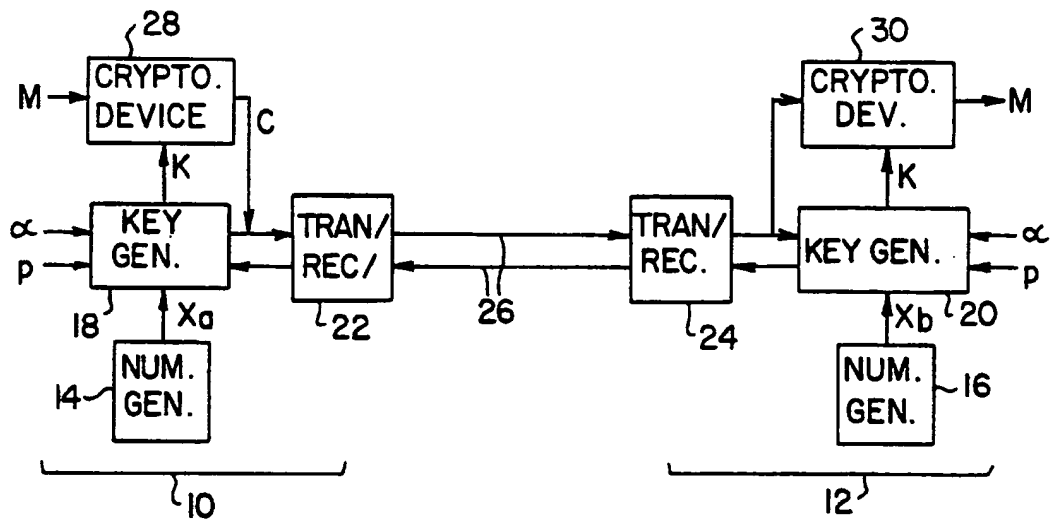 28
CRYPTO.
DEVICE
M
C
K
α
p
KEY
GEN.
18
Xa
14
NUM.
GEN.
10
TRAN/
REC/
22
26
TRAN/
REC.
24
30
CRYPTO.
DEV.
M
K
KEY GEN.
α
p
20
Xb
NUM.
GEN.
16
12